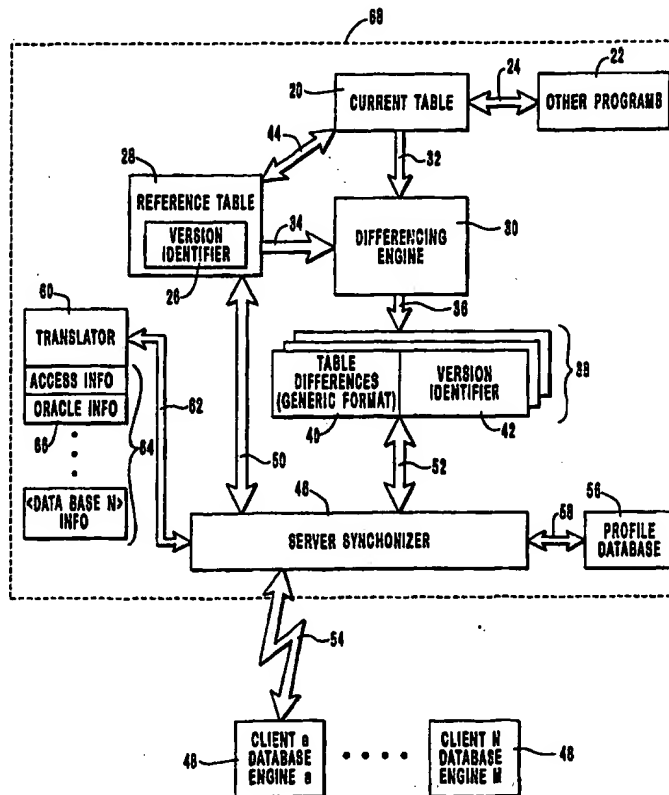 68
20
CURRENT TABLE
24
22
OTHER PROGRAMS
44
32
28
REFERENCE TABLE
VERSION
IDENTIFIER
26
34
30
DIFFERENCING
ENGINE
36
60
TRANSLATOR
ACCESS INFO
ORACLE INFO
66
64
<DATA BASE N>
INFO
62
50
TABLE
DIFFERENCES
(GENERIC FORMAT)
VERSION
IDENTIFIER
38
40
42
52
46
SERVER SYNCHONIZER
58
56
PROFILE
DATABASE
54
48
CLIENT a
DATABASE
ENGINE a
CLIENT N
DATABASE
ENGINE M
48